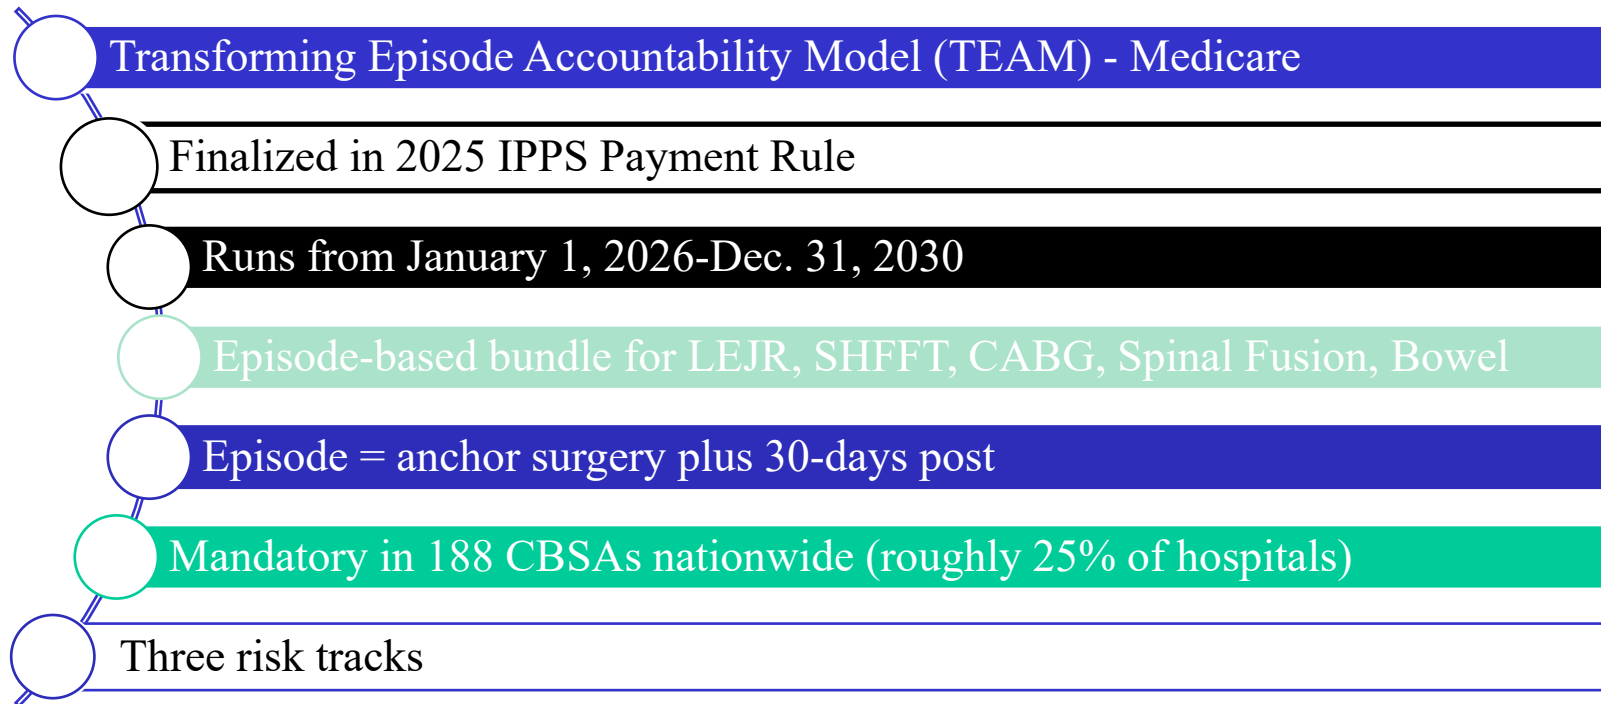 Transforming Episode Accountability Model (TEAM) - Medicare
Finalized in 2025 IPPS Payment Rule
Runs from January 1, 2026-Dec. 31, 2030
Episode-based bundle for LEJR, SHFFT, CABG, Spinal Fusion, Bowel
Episode = anchor surgery plus 30-days post
Mandatory in 188 CBSAs nationwide (roughly 25% of hospitals)
Three risk tracks